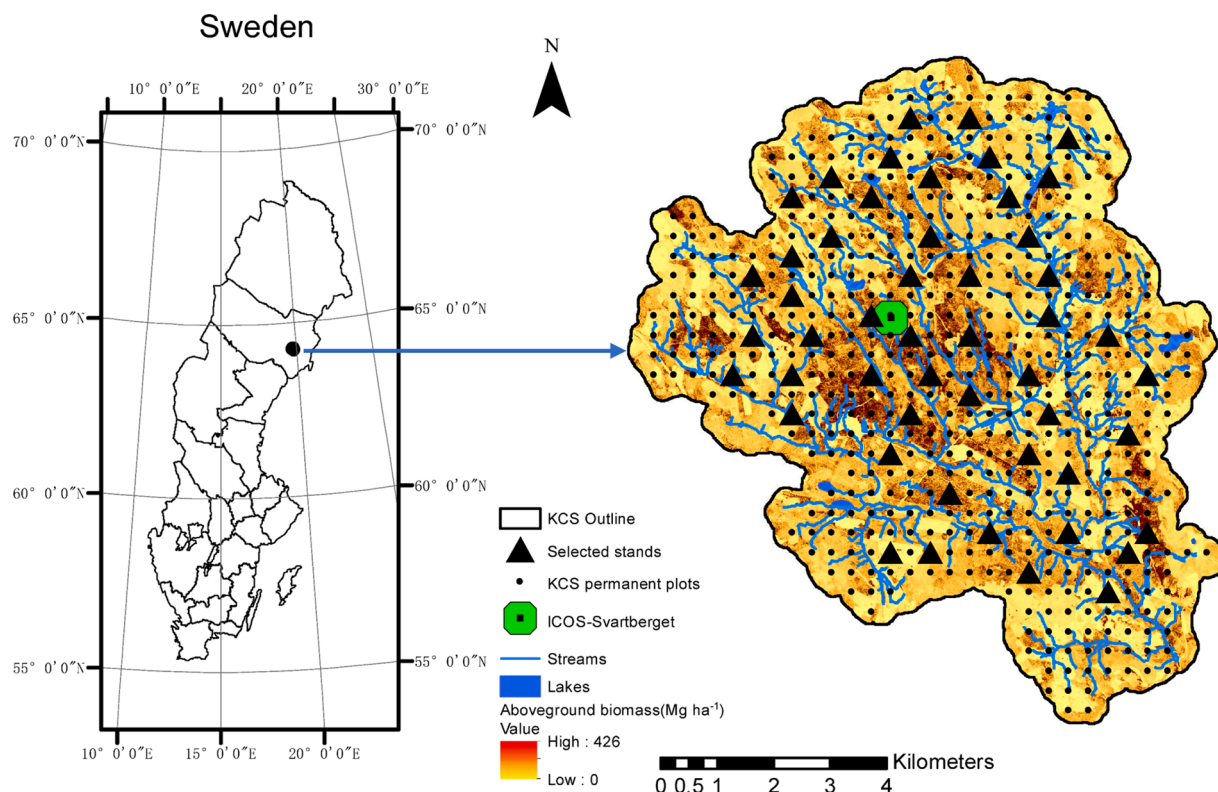 Sweden
N
10° 0'0"E 20° 0'0"E 30° 0'0"E
70° 0'0"N 70° 0'0"N
65° 0'0"N 65° 0'0"N
60° 0'0"N 60° 0'0"N
55° 0'0"N 55° 0'0"N
10° 0'0"E 15° 0'0"E 20° 0'0"E
KCS Outline
Selected stands
KCS permanent plots
ICOS-Svartberget
Streams
Lakes
Aboveground biomass(Mg ha⁻¹)
Value
High : 426
Low : 0
Kilometers
0 0.5 1 2 3 4